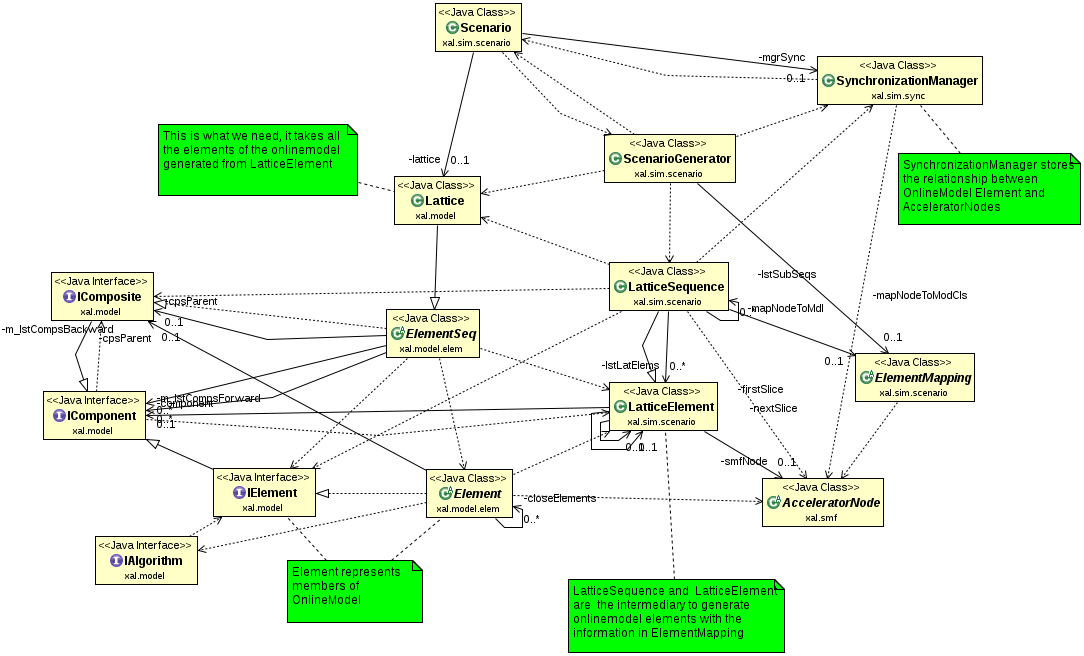 <<Java Class>>
Scenario
xal.sim.scenario
-mgrSync
0..1
<<Java Class>>
SynchronizationManager
xal.sim.sync
This is what we need, it takes all
the elements of the onlinemodel
generated from LatticeElement
-lattice
0..1
<<Java Class>>
ScenarioGenerator
xal.sim.scenario
SynchronizationManager stores
the relationship between
OnlineModel Element and
AcceleratorNodes
<<Java Class>>
Lattice
xal.model
<<Java Interface>>
IComposite
xal.model
-cpsParent
0..1
<<Java Class>>
LatticeSequence
xal.sim.scenario
-lstSubSeqs
0..*
-mapNodeToMdl
-mapNodeToModCls
0..1
0..1
-m_lstCompsBackward
-cpsParent
0..1
<<Java Class>>
ElementSeq
xal.model.elem
-lstLatElems
0..*
<<Java Class>>
ElementMapping
xal.sim.scenario
<<Java Interface>>
IComponent
xal.model
-m_lstCompsForward
-component
0..*
0..*
0..1
<<Java Class>>
LatticeElement
xal.sim.scenario
-firstSlice
-nextSlice
0..1
0..1
-smfNode
0..1
<<Java Interface>>
IElement
xal.model
<<Java Class>>
Element
xal.model.elem
-closeElements
0..*
<<Java Class>>
AcceleratorNode
xal.smf
<<Java Interface>>
IAlgorithm
xal.model
Element represents
members of
OnlineModel
LatticeSequence and LatticeElement
are the intermediary to generate
onlinemodel elements with the
information in ElementMapping